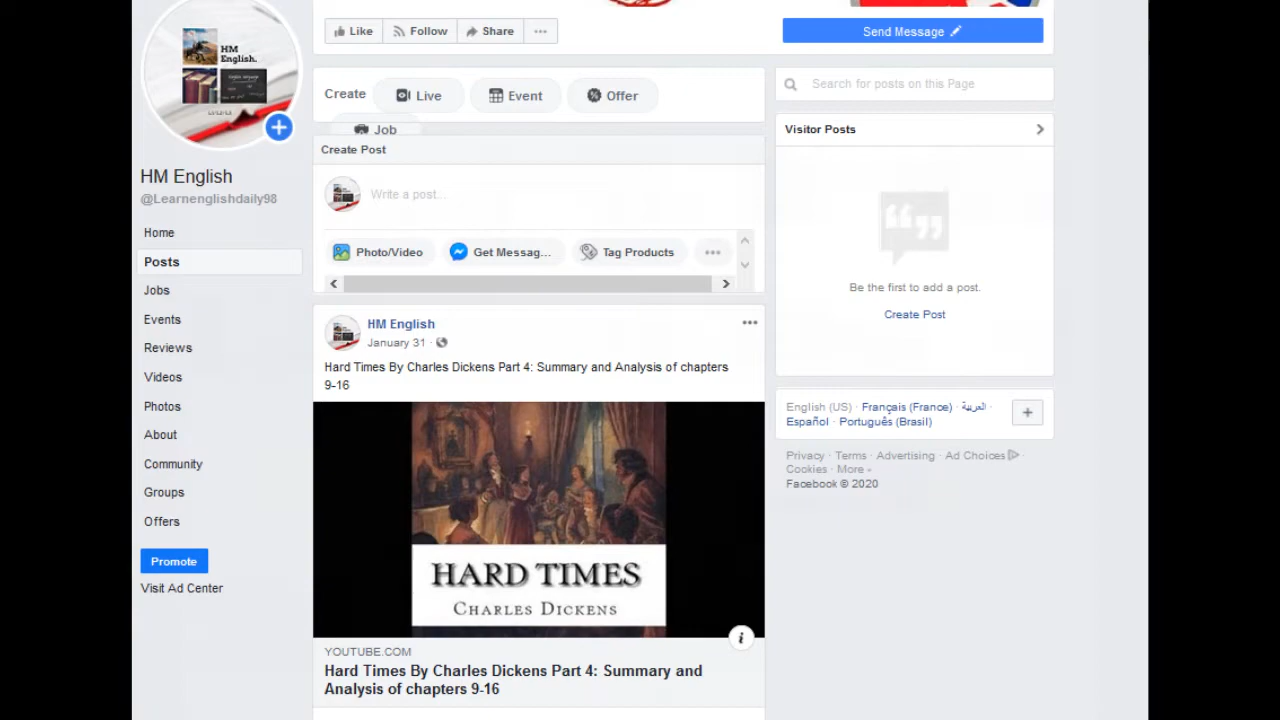 Like
Follow
Share
Send Message
HM
English.
Create
Live
Event
Offer
Job
Search for posts on this Page
Visitor Posts
Create Post
Write a post...
Photo/Video
Get Messag...
Tag Products
Be the first to add a post.
Create Post
HM English
@Learnenglishdaily98
Home
Posts
Jobs
Events
Reviews
Videos
Photos
About
Community
Groups
Offers
Promote
Visit Ad Center
HM English
January 31 ·
Hard Times By Charles Dickens Part 4: Summary and Analysis of chapters
9-16
HARD TIMES
CHARLES DICKENS
YOUTUBE.COM
Hard Times By Charles Dickens Part 4: Summary and
Analysis of chapters 9-16
English (US) · Français (France) · العربية ·
Español · Português (Brasil)
Privacy · Terms · Advertising · Ad Choices ·
Cookies · More
Facebook © 2020